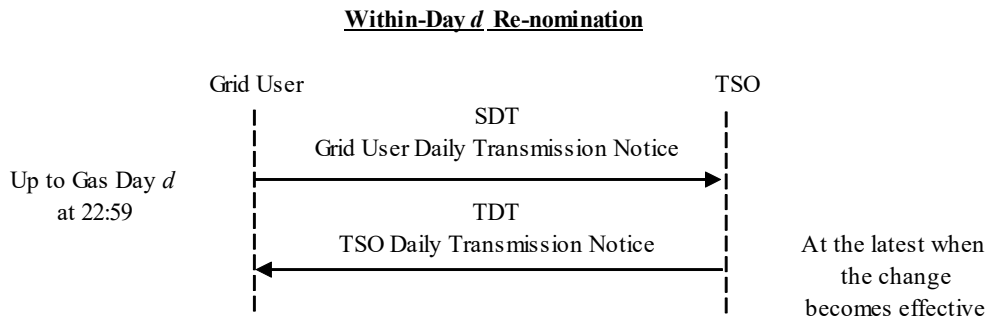 Within-Day d Re-nomination
Grid User
TSO
SDT
Grid User Daily Transmission Notice
Up to Gas Day d
at 22:59
TDT
TSO Daily Transmission Notice
At the latest when
the change
becomes effective